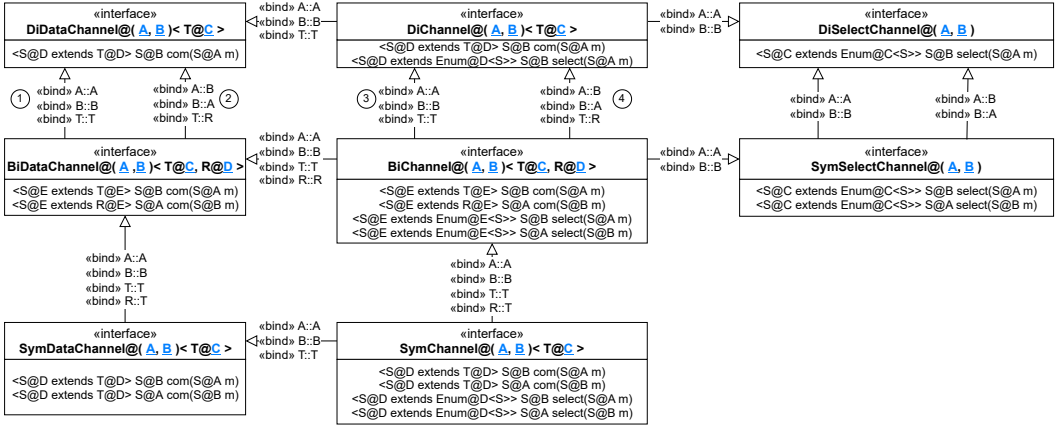 «interface»
DiDataChannel@( A, B )< T@C >
<S@D extends T@D> S@B com(S@A m)
«bind» A::A
«bind» B::B
«bind» T::T
«interface»
DiChannel@( A, B )< T@C >
<S@D extends T@D> S@B com(S@A m)
<S@D extends Enum@D<S>> S@B select(S@A m)
«bind» A::A
«bind» B::B
«interface»
DiSelectChannel@( A, B )
<S@C extends Enum@C<S>> S@B select(S@A m)
1
«bind» A::A
«bind» B::B
«bind» T::T
«bind» A::B
«bind» B::A
«bind» T::R
2
3
«bind» A::A
«bind» B::B
«bind» T::T
«bind» A::B
«bind» B::A
«bind» T::R
4
«bind» A::A
«bind» B::B
«bind» A::B
«bind» B::A
«interface»
BiDataChannel@( A ,B )< T@C, R@D >
<S@E extends T@E> S@B com(S@A m)
<S@E extends R@E> S@A com(S@B m)
«bind» A::A
«bind» B::B
«bind» T::T
«bind» R::R
«interface»
BiChannel@( A, B )< T@C, R@D >
<S@E extends T@E> S@B com(S@A m)
<S@E extends R@E> S@A com(S@B m)
<S@E extends Enum@E<S>> S@B select(S@A m)
<S@E extends Enum@E<S>> S@A select(S@B m)
«bind» A::A
«bind» B::B
«interface»
SymSelectChannel@( A, B )
<S@C extends Enum@C<S>> S@B select(S@A m)
<S@C extends Enum@C<S>> S@A select(S@B m)
«bind» A::A
«bind» B::B
«bind» T::T
«bind» R::T
«bind» A::A
«bind» B::B
«bind» T::T
«bind» R::T
«interface»
SymDataChannel@( A, B )< T@C >
<S@D extends T@D> S@B com(S@A m)
<S@D extends T@D> S@A com(S@B m)
«bind» A::A
«bind» B::B
«bind» T::T
«interface»
SymChannel@( A, B )< T@C >
<S@D extends T@D> S@B com(S@A m)
<S@D extends T@D> S@A com(S@B m)
<S@D extends Enum@D<S>> S@B select(S@A m)
<S@D extends Enum@D<S>> S@A select(S@B m)